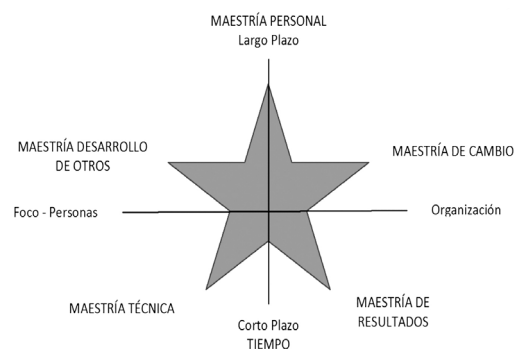 MAESTRÍA PERSONAL
Largo Plazo
MAESTRÍA DESARROLLO
DE OTROS
MAESTRÍA DE CAMBIO
Foco - Personas
Organización
MAESTRÍA TÉCNICA
MAESTRÍA DE
RESULTADOS
Corto Plazo
TIEMPO